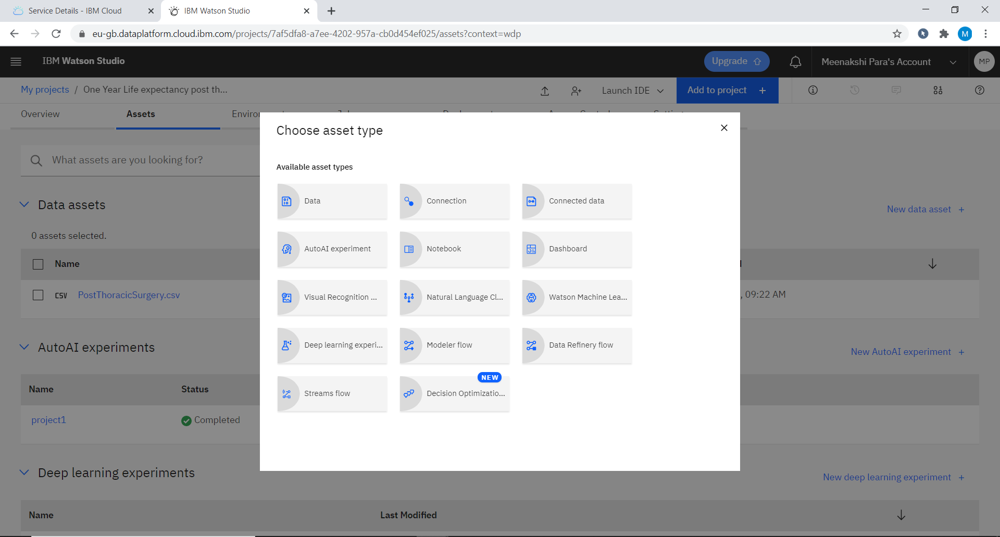 Service Details - IBM Cloud
IBM Watson Studio
eu-gb.dataplatform.cloud.ibm.com/projects/7af5dfa8-a7ee-4202-957a-cb0d454ef025/assets?context=wdp
M
IBM Watson Studio
Upgrade
Meenakshi Para's Account
MP
My projects / One Year Life expectancy post th...
Launch IDE
Add to project +
Overview
Assets
Choose asset type
What assets are you looking for?
Available asset types
Data
Connection
Connected data
Data assets
New data asset +
0 assets selected.
AutoAI experiment
Notebook
Dashboard
Name
CSV PostThoracicSurgery.csv
Visual Recognition ...
Natural Language Cl...
Watson Machine Lea...
, 09:22 AM
AutoAI experiments
Deep learning experi...
Modeler flow
Data Refinery flow
New AutoAI experiment +
NEW
Name
Status
Streams flow
Decision Optimizatio...
project1
Completed
Deep learning experiments
New deep learning experiment +
Name
Last Modified